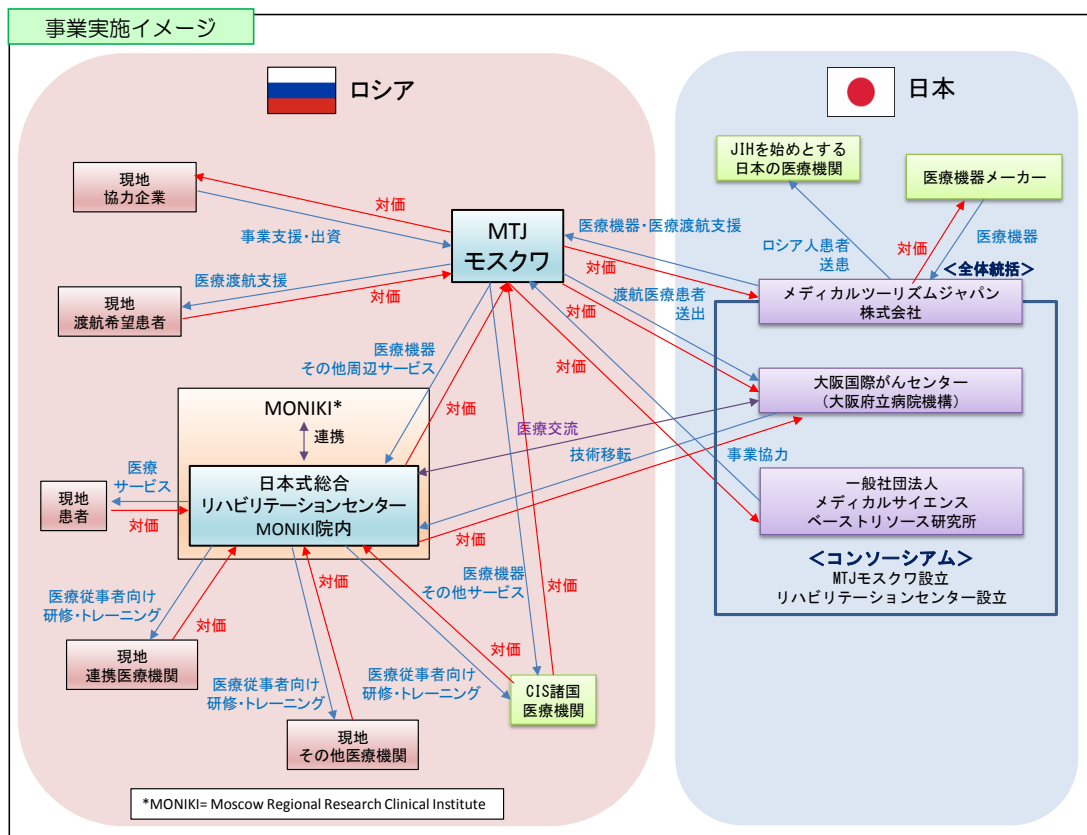 事業実施イメージ
ロシア
日本
現地
協力企業
対価
事業支援・出資
医療渡航支援
対価
現地
渡航希望患者
MTJ
モスクワ
医療機器・医療渡航支援
対価
渡航医療患者
送出
対価
対価
JIHを始めとする
日本の医療機関
医療機器メーカー
ロシア人患者
送患
対価
医療機器
<全体統括>
メディカルツーリズムジャパン
株式会社
大阪国際がんセンター
(大阪府立病院機構)
一般社団法人
メディカルサイエンス
ベーストリソース研究所
<コンソーシアム>
MTJモスクワ設立
リハビリテーションセンター設立
医療機器
その他周辺サービス
対価
MONIKI*
連携
日本式総合
リハビリテーションセンター
MONIKI院内
医療交流
技術移転
事業協力
対価
医療
サービス
対価
現地
患者
医療従事者向け
研修・トレーニング
対価
現地
連携医療機関
対価
医療従事者向け
研修・トレーニング
現地
その他医療機関
医療機器
その他サービス
対価
対価
医療従事者向け
研修・トレーニング
CIS諸国
医療機関
*MONIKI= Moscow Regional Research Clinical Institute